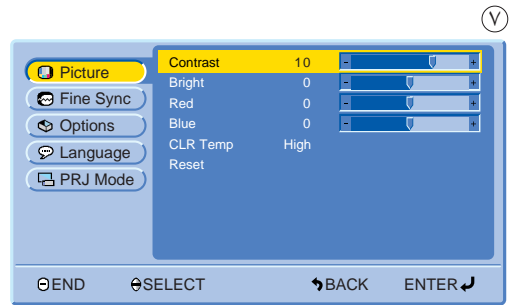 ۷
Picture
Fine Sync
Options
Language
PRJ Mode
Contrast 10 - +
Bright 0 - +
Red 0 - +
Blue 0 - +
CLR Temp High
Reset
END SELECT BACK ENTER